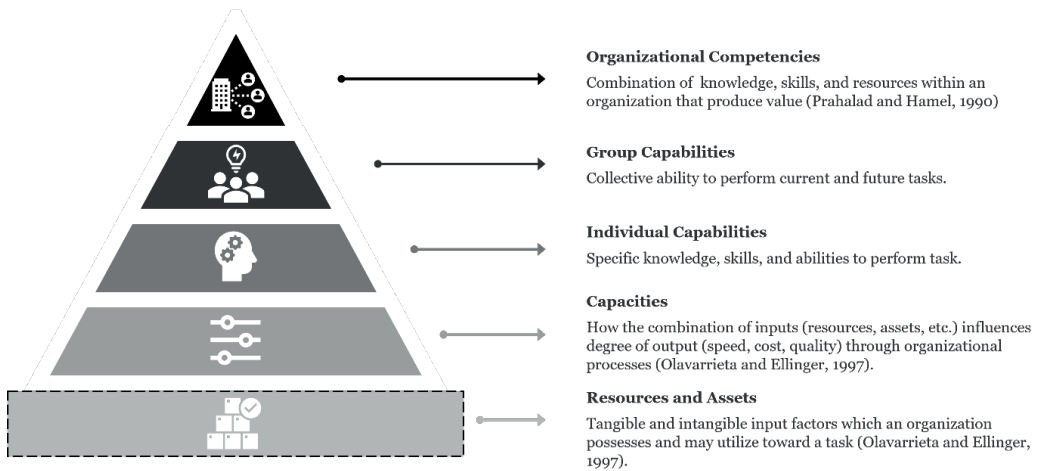 Organizational Competencies
Combination of knowledge, skills, and resources within an
organization that produce value (Prahalad and Hamel, 1990)
Group Capabilities
Collective ability to perform current and future tasks.
Individual Capabilities
Specific knowledge, skills, and abilities to perform task.
Capacities
How the combination of inputs (resources, assets, etc.) influences
degree of output (speed, cost, quality) through organizational
processes (Olavarrieta and Ellinger, 1997).
Resources and Assets
Tangible and intangible input factors which an organization
possesses and may utilize toward a task (Olavarrieta and Ellinger,
1997).